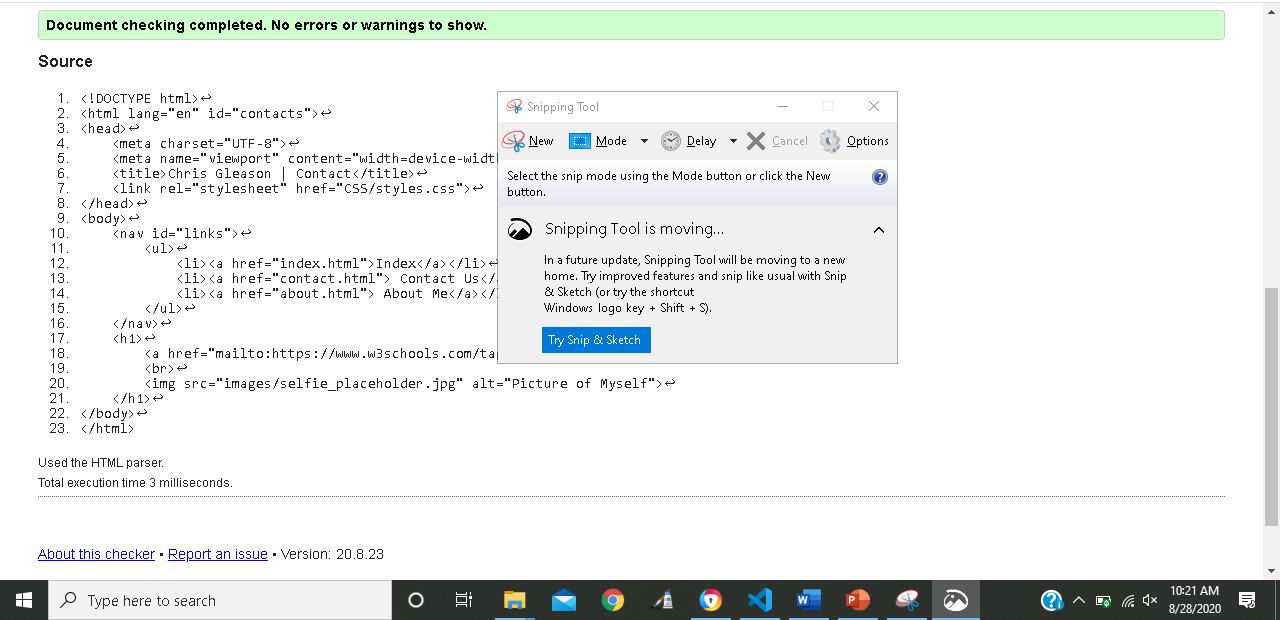 Document checking completed. No errors or warnings to show.
Source
1. <!DOCTYPE html>↩
2. <html lang="en" id="contacts">↩
3. <head>↩
4. <meta charset="UTF-8">↩
5. <meta name="viewport" content="width=device-widt
6. <title>Chris Gleason | Contact</title>↩
7. <link rel="stylesheet" href="CSS/styles.css">↩
8. </head>↩
9. <body>↩
10. <nav id="links">↩
11. <ul>↩
12. <li><a href="index.html">Index</a></li>↩
13. <li><a href="contact.html"> Contact Us</
14. <li><a href="about.html"> About Me</a></
15. </ul>↩
16. </nav>↩
17. <h1>↩
18. <a href="mailto:https://www.w3schools.com/ta
19. <br>↩
20. <img src="images/selfie_placeholder.jpg" alt="Picture of Myself">↩
21. </h1>↩
22. </body>↩
23. </html>
Used the HTML parser.
Total execution time 3 milliseconds.
About this checker • Report an issue • Version: 20.8.23
Snipping Tool
New Mode Delay Cancel Options
Select the snip mode using the Mode button or click the New
button.
Snipping Tool is moving...
In a future update, Snipping Tool will be moving to a new
home. Try improved features and snip like usual with Snip
& Sketch (or try the shortcut
Windows logo key + Shift + S).
Try Snip & Sketch
Type here to search
10:21 AM
8/28/2020